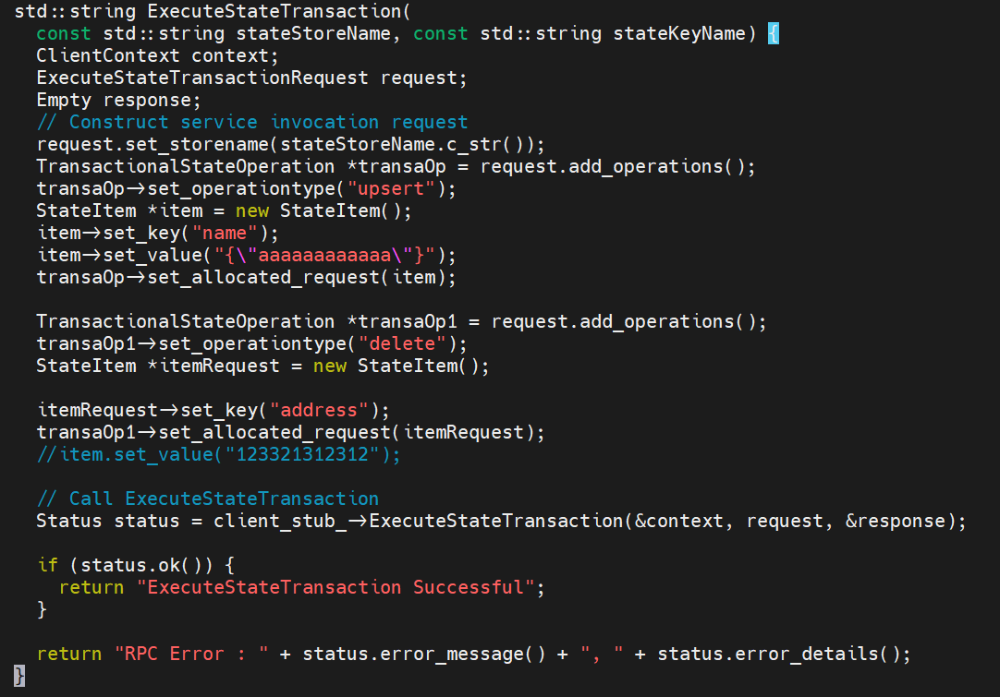 std::string ExecuteStateTransaction(
  const std::string stateStoreName, const std::string stateKeyName) {
  ClientContext context;
  ExecuteStateTransactionRequest request;
  Empty response;
  // Construct service invocation request
  request.set_storename(stateStoreName.c_str());
  TransactionalStateOperation *transaOp = request.add_operations();
  transaOp->set_operationtype("upsert");
  StateItem *item = new StateItem();
  item->set_key("name");
  item->set_value("{\"aaaaaaaaaaaa\"}");
  transaOp->set_allocated_request(item);

  TransactionalStateOperation *transaOp1 = request.add_operations();
  transaOp1->set_operationtype("delete");
  StateItem *itemRequest = new StateItem();

  itemRequest->set_key("address");
  transaOp1->set_allocated_request(itemRequest);
  //item.set_value("123321312312");

  // Call ExecuteStateTransaction
  Status status = client_stub_->ExecuteStateTransaction(&context, request, &response);

  if (status.ok()) {
    return "ExecuteStateTransaction Successful";
  }

  return "RPC Error : " + status.error_message() + ", " + status.error_details();
}